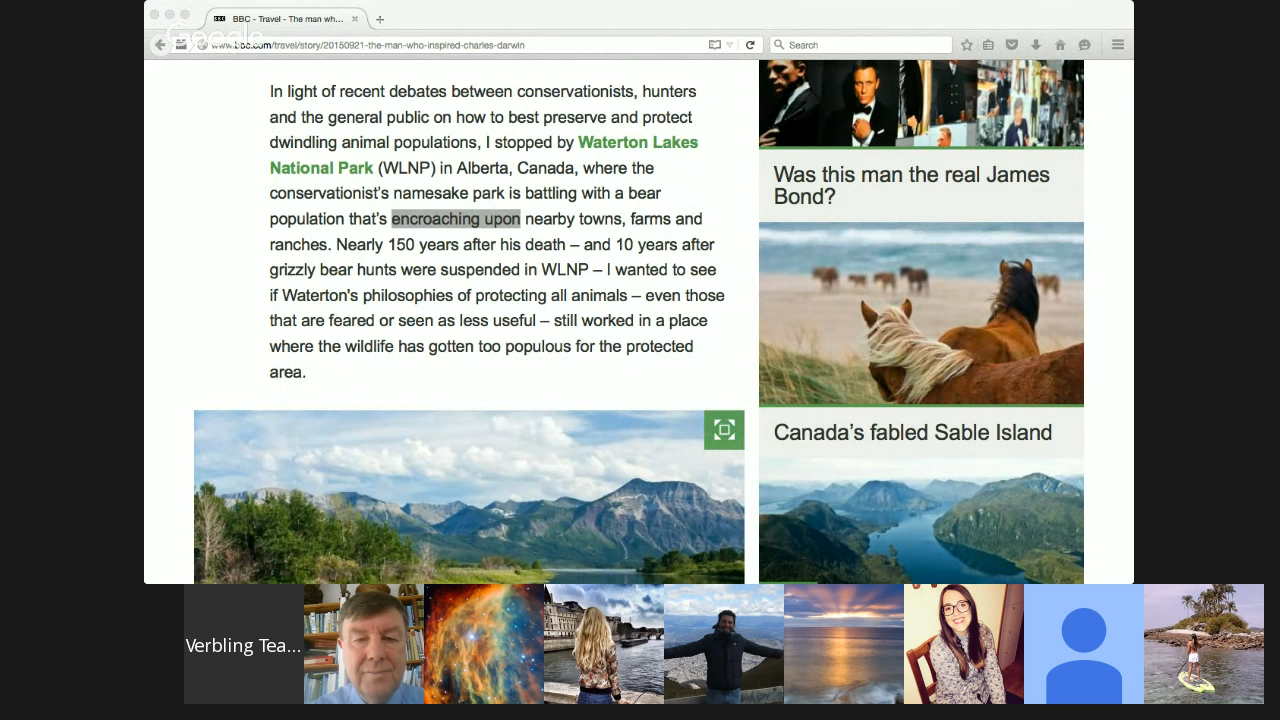 BBC - Travel - The man wh...
Google
www.bbc.com/travel/story/20150921-the-man-who-inspired-charles-darwin
Search
In light of recent debates between conservationists, hunters
and the general public on how to best preserve and protect
dwindling animal populations, I stopped by Waterton Lakes
National Park (WLNP) in Alberta, Canada, where the
conservationist's namesake park is battling with a bear
population that's encroaching upon nearby towns, farms and
ranches. Nearly 150 years after his death – and 10 years after
grizzly bear hunts were suspended in WLNP – I wanted to see
if Waterton's philosophies of protecting all animals – even those
that are feared or seen as less useful – still worked in a place
where the wildlife has gotten too populous for the protected
area.
Was this man the real James
Bond?
Canada's fabled Sable Island
Verbling Tea...